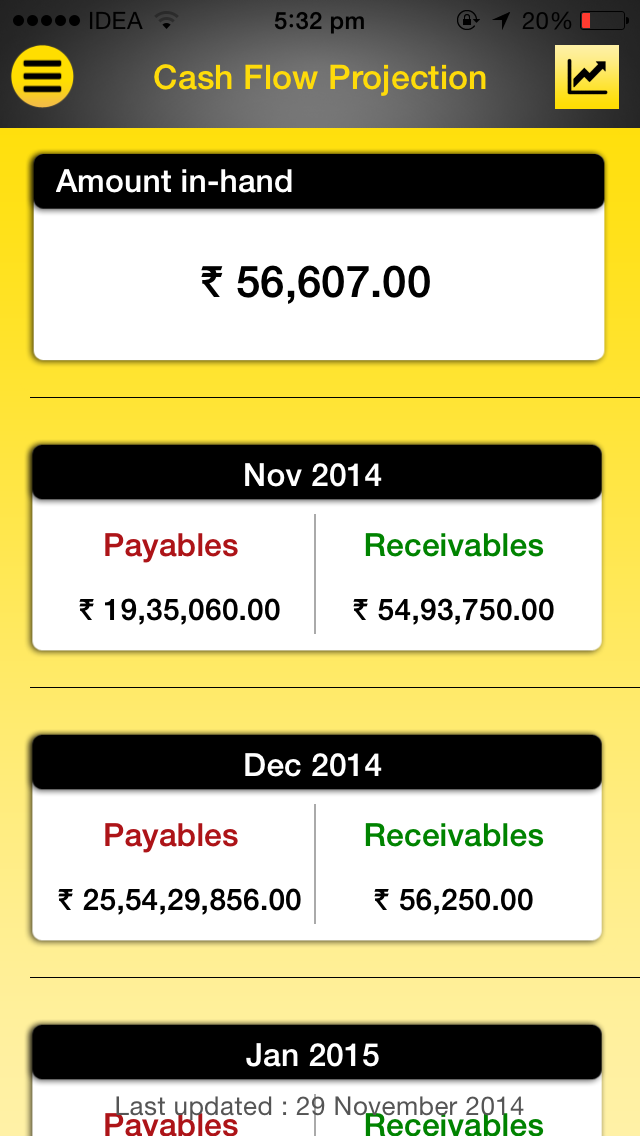 IDEA 5:32 pm 20%
Cash Flow Projection
Amount in-hand
₹ 56,607.00
Nov 2014
Payables Receivables
₹ 19,35,060.00 ₹ 54,93,750.00
Dec 2014
Payables Receivables
₹ 25,54,29,856.00 ₹ 56,250.00
Jan 2015
Last updated : 29 November 2014
Payables Receivables